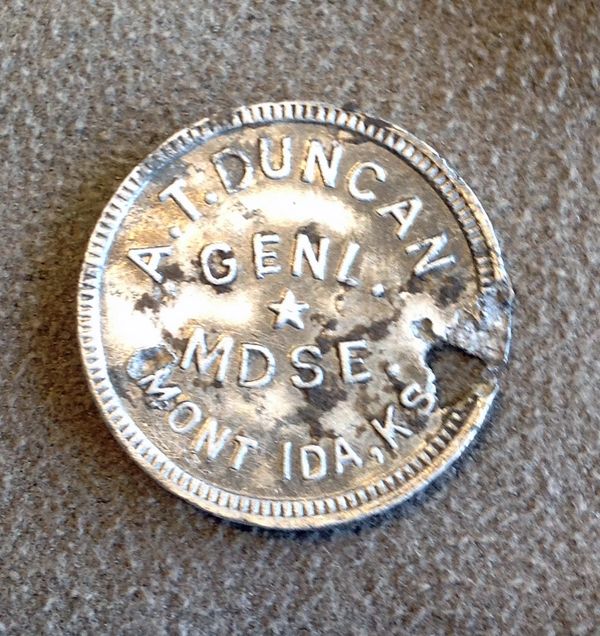 A.T. DUNCAN
GENL.
MDSE.
MONT IDA, KS